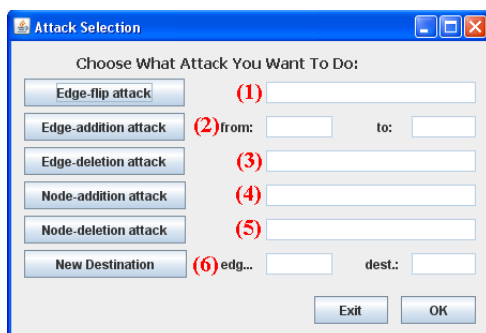 Attack Selection
Choose What Attack You Want To Do:
Edge-flip attack (1)
Edge-addition attack (2) from: to:
Edge-deletion attack (3)
Node-addition attack (4)
Node-deletion attack (5)
New Destination (6) edg... dest.:
Exit OK